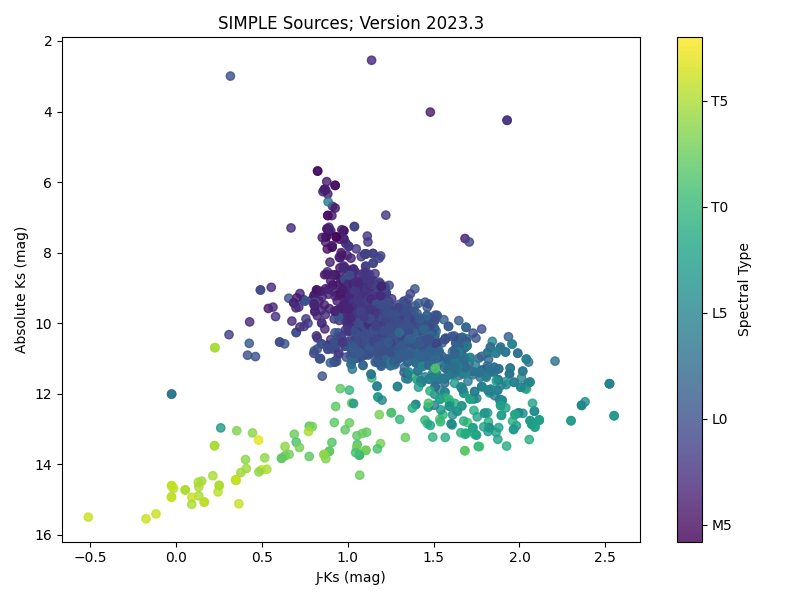 SIMPLE Sources; Version 2023.3
2
4
6
8
10
12
14
16
Absolute Ks (mag)
−0.5
0.0
0.5
1.0
1.5
2.0
2.5
J-Ks (mag)
T5
T0
L5
L0
M5
Spectral Type